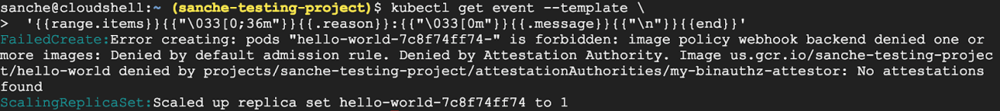 sanche@cloudshell:~ (sanche-testing-project)$ kubectl get event --template \
>  '{{range.items}}{{"\033[0;36m"}}{{.reason}}:{{"\033[0m"}}{{.message}}{{"\n"}}{{end}}'
FailedCreate:Error creating: pods "hello-world-7c8f74ff74-" is forbidden: image policy webhook backend denied one or
more images: Denied by default admission rule. Denied by Attestation Authority. Image us.gcr.io/sanche-testing-projec
t/hello-world denied by projects/sanche-testing-project/attestationAuthorities/my-binauthz-attestor: No attestations
found
ScalingReplicaSet:Scaled up replica set hello-world-7c8f74ff74 to 1